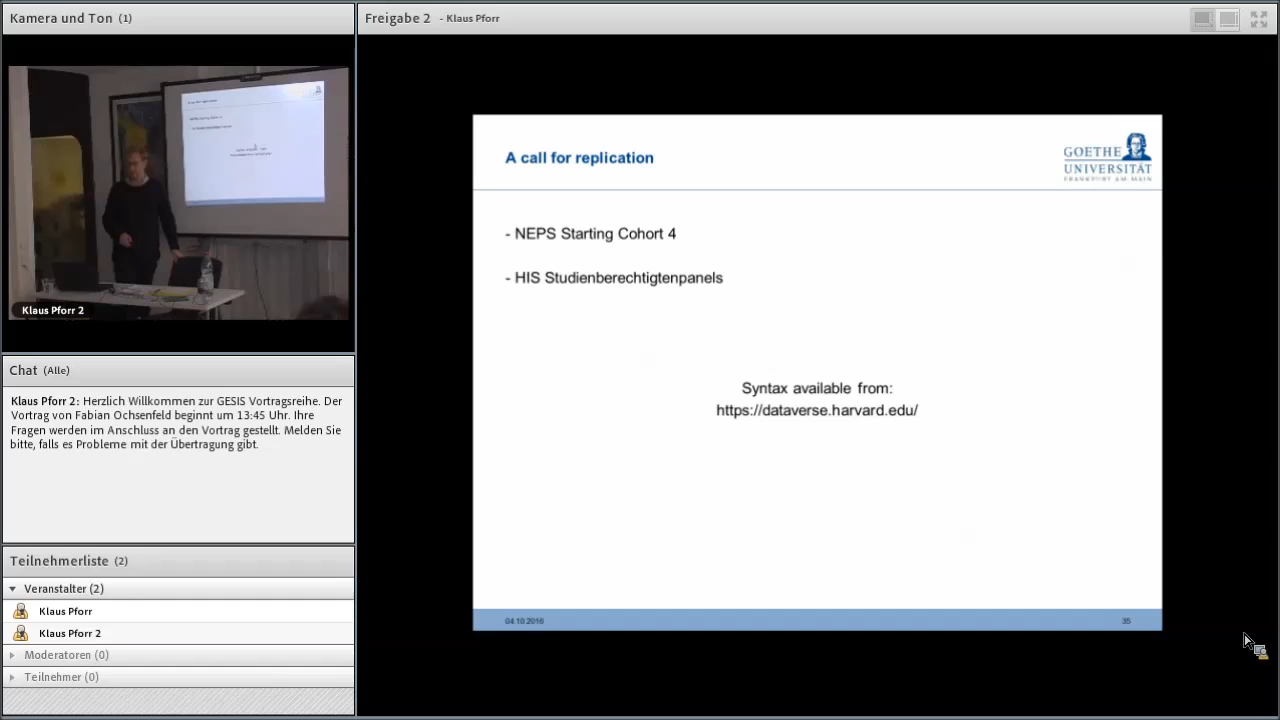 Kamera und Ton (1)
Klaus Pforr 2
Chat (Alle)
Klaus Pforr 2: Herzlich Willkommen zur GESIS Vortragsreihe. Der
Vortrag von Fabian Ochsenfeld beginnt um 13:45 Uhr. Ihre
Fragen werden im Anschluss an den Vortrag gestellt. Melden Sie
bitte, falls es Probleme mit der Übertragung gibt.
Teilnehmerliste (2)
Veranstalter (2)
Klaus Pforr
Klaus Pforr 2
Moderatoren (0)
Teilnehmer (0)
Freigabe 2 - Klaus Pforr
A call for replication
GOETHE
UNIVERSITÄT
FRANKFURT AM MAIN
- NEPS Starting Cohort 4
- HIS Studienberechtigtenpanels
Syntax available from:
https://dataverse.harvard.edu/
04.10.2016
35